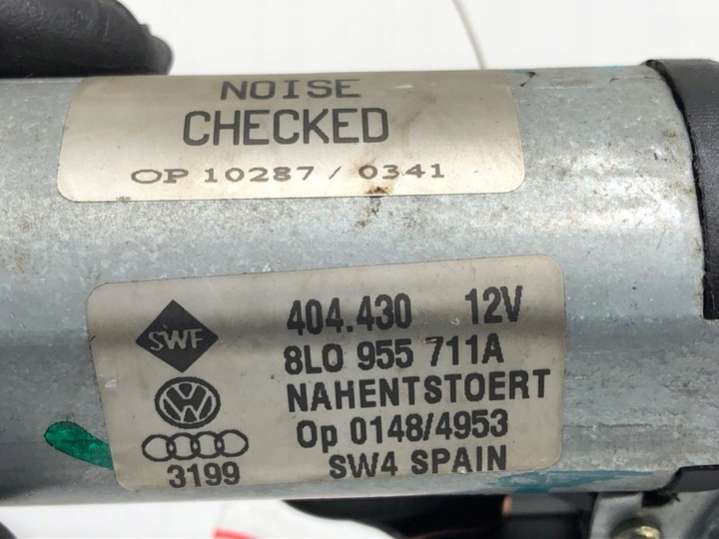 NOISE
CHECKED
OP 10287 / 0341
SWF
404.430 12V
8L0 955 711A
VW
NAHENTSTOERT
Op 0148/4953
3199
SW4 SPAIN